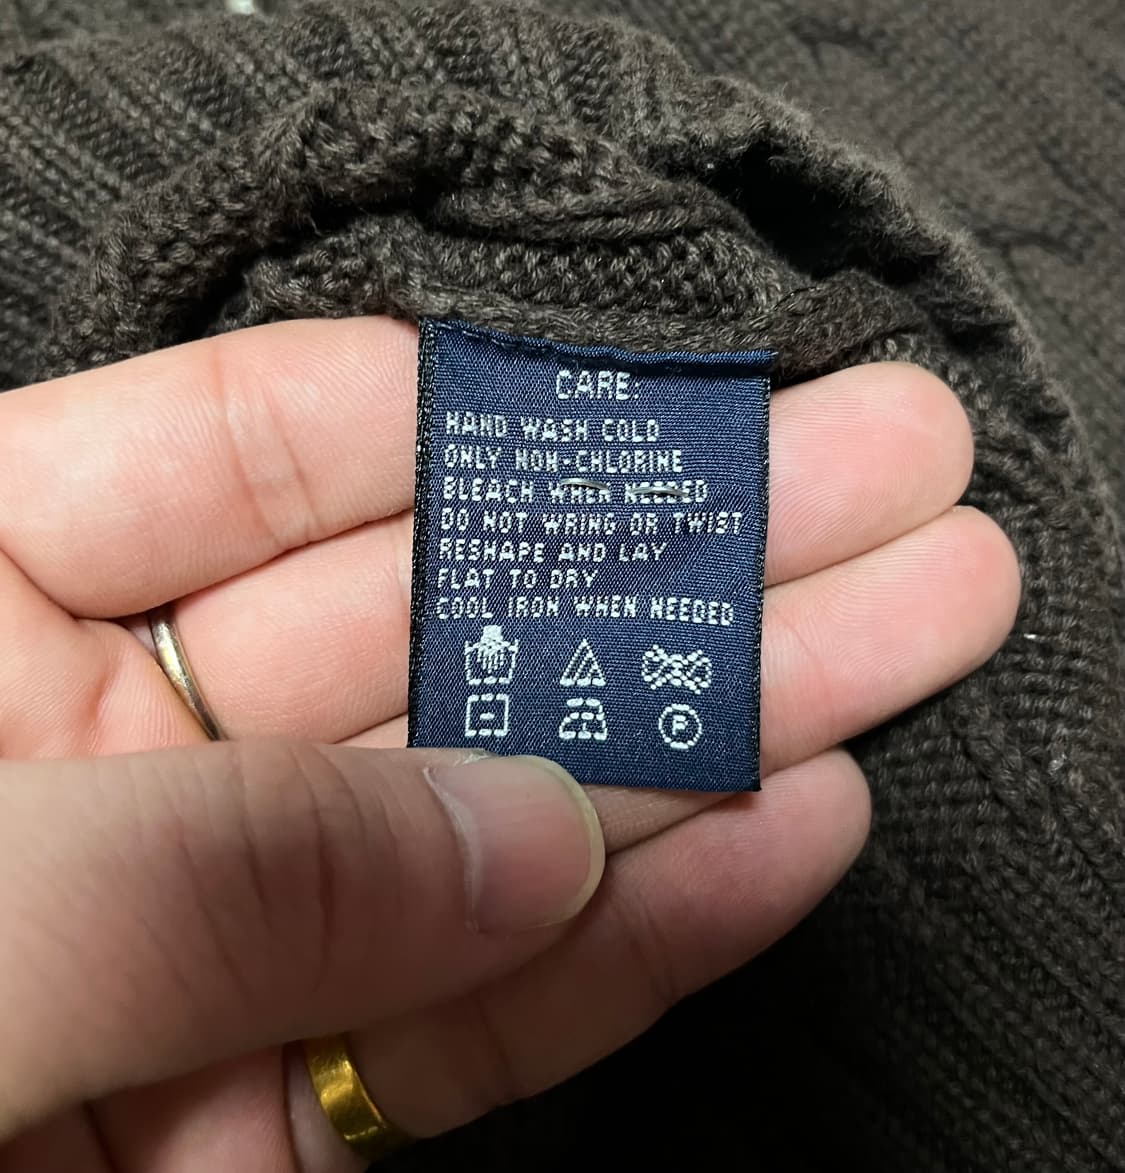 CARE:
HAND WASH COLD
ONLY NON-CHLORINE
BLEACH WHEN NEEDED
DO NOT WRING OR TWIST
RESHAPE AND LAY
FLAT TO DRY
COOL IRON WHEN NEEDED
P